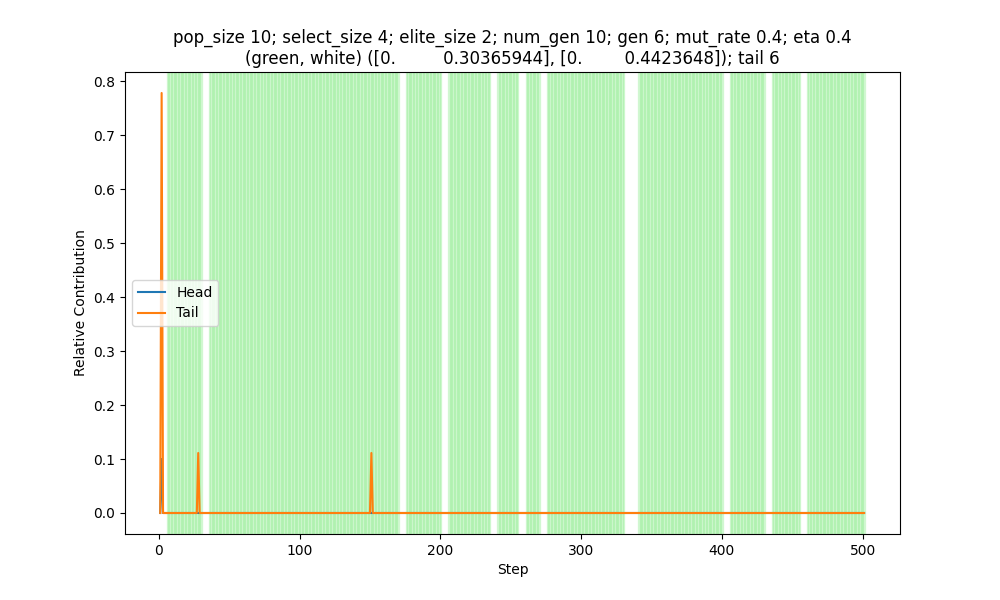 pop_size 10; select_size 4; elite_size 2; num_gen 10; gen 6; mut_rate 0.4; eta 0.4
(green, white) ([0.         0.30365944], [0.        0.4423648]); tail 6
0.8
0.7
0.6
0.5
0.4
0.3
0.2
0.1
0.0
Relative Contribution
Head
Tail
0
100
200
300
400
500
Step